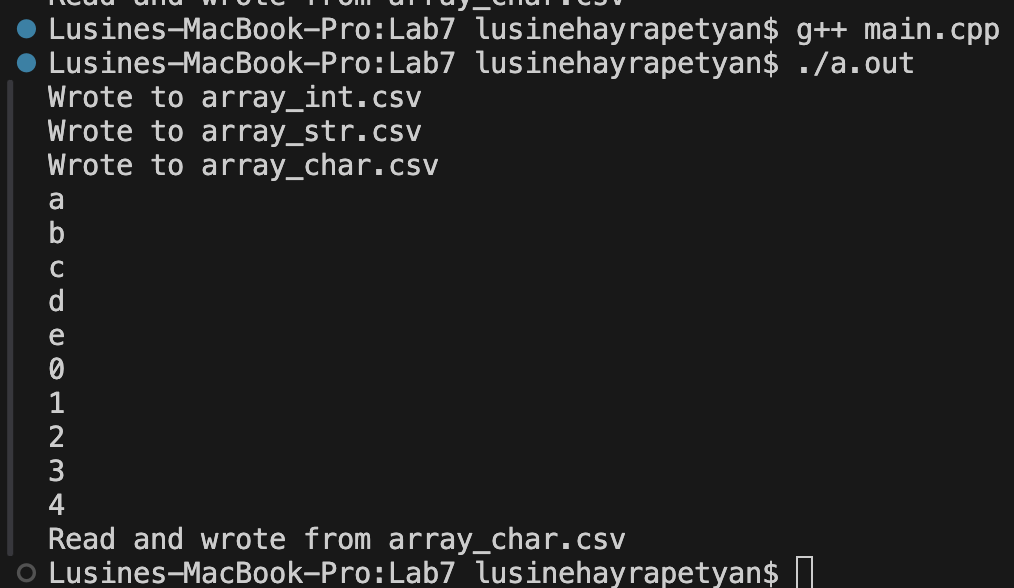 Read and wrote from array_char.csv
Lusines-MacBook-Pro:Lab7 lusinehayrapetyan$ g++ main.cpp
Lusines-MacBook-Pro:Lab7 lusinehayrapetyan$ ./a.out
Wrote to array_int.csv
Wrote to array_str.csv
Wrote to array_char.csv
a
b
c
d
e
0
1
2
3
4
Read and wrote from array_char.csv
Lusines-MacBook-Pro:Lab7 lusinehayrapetyan$